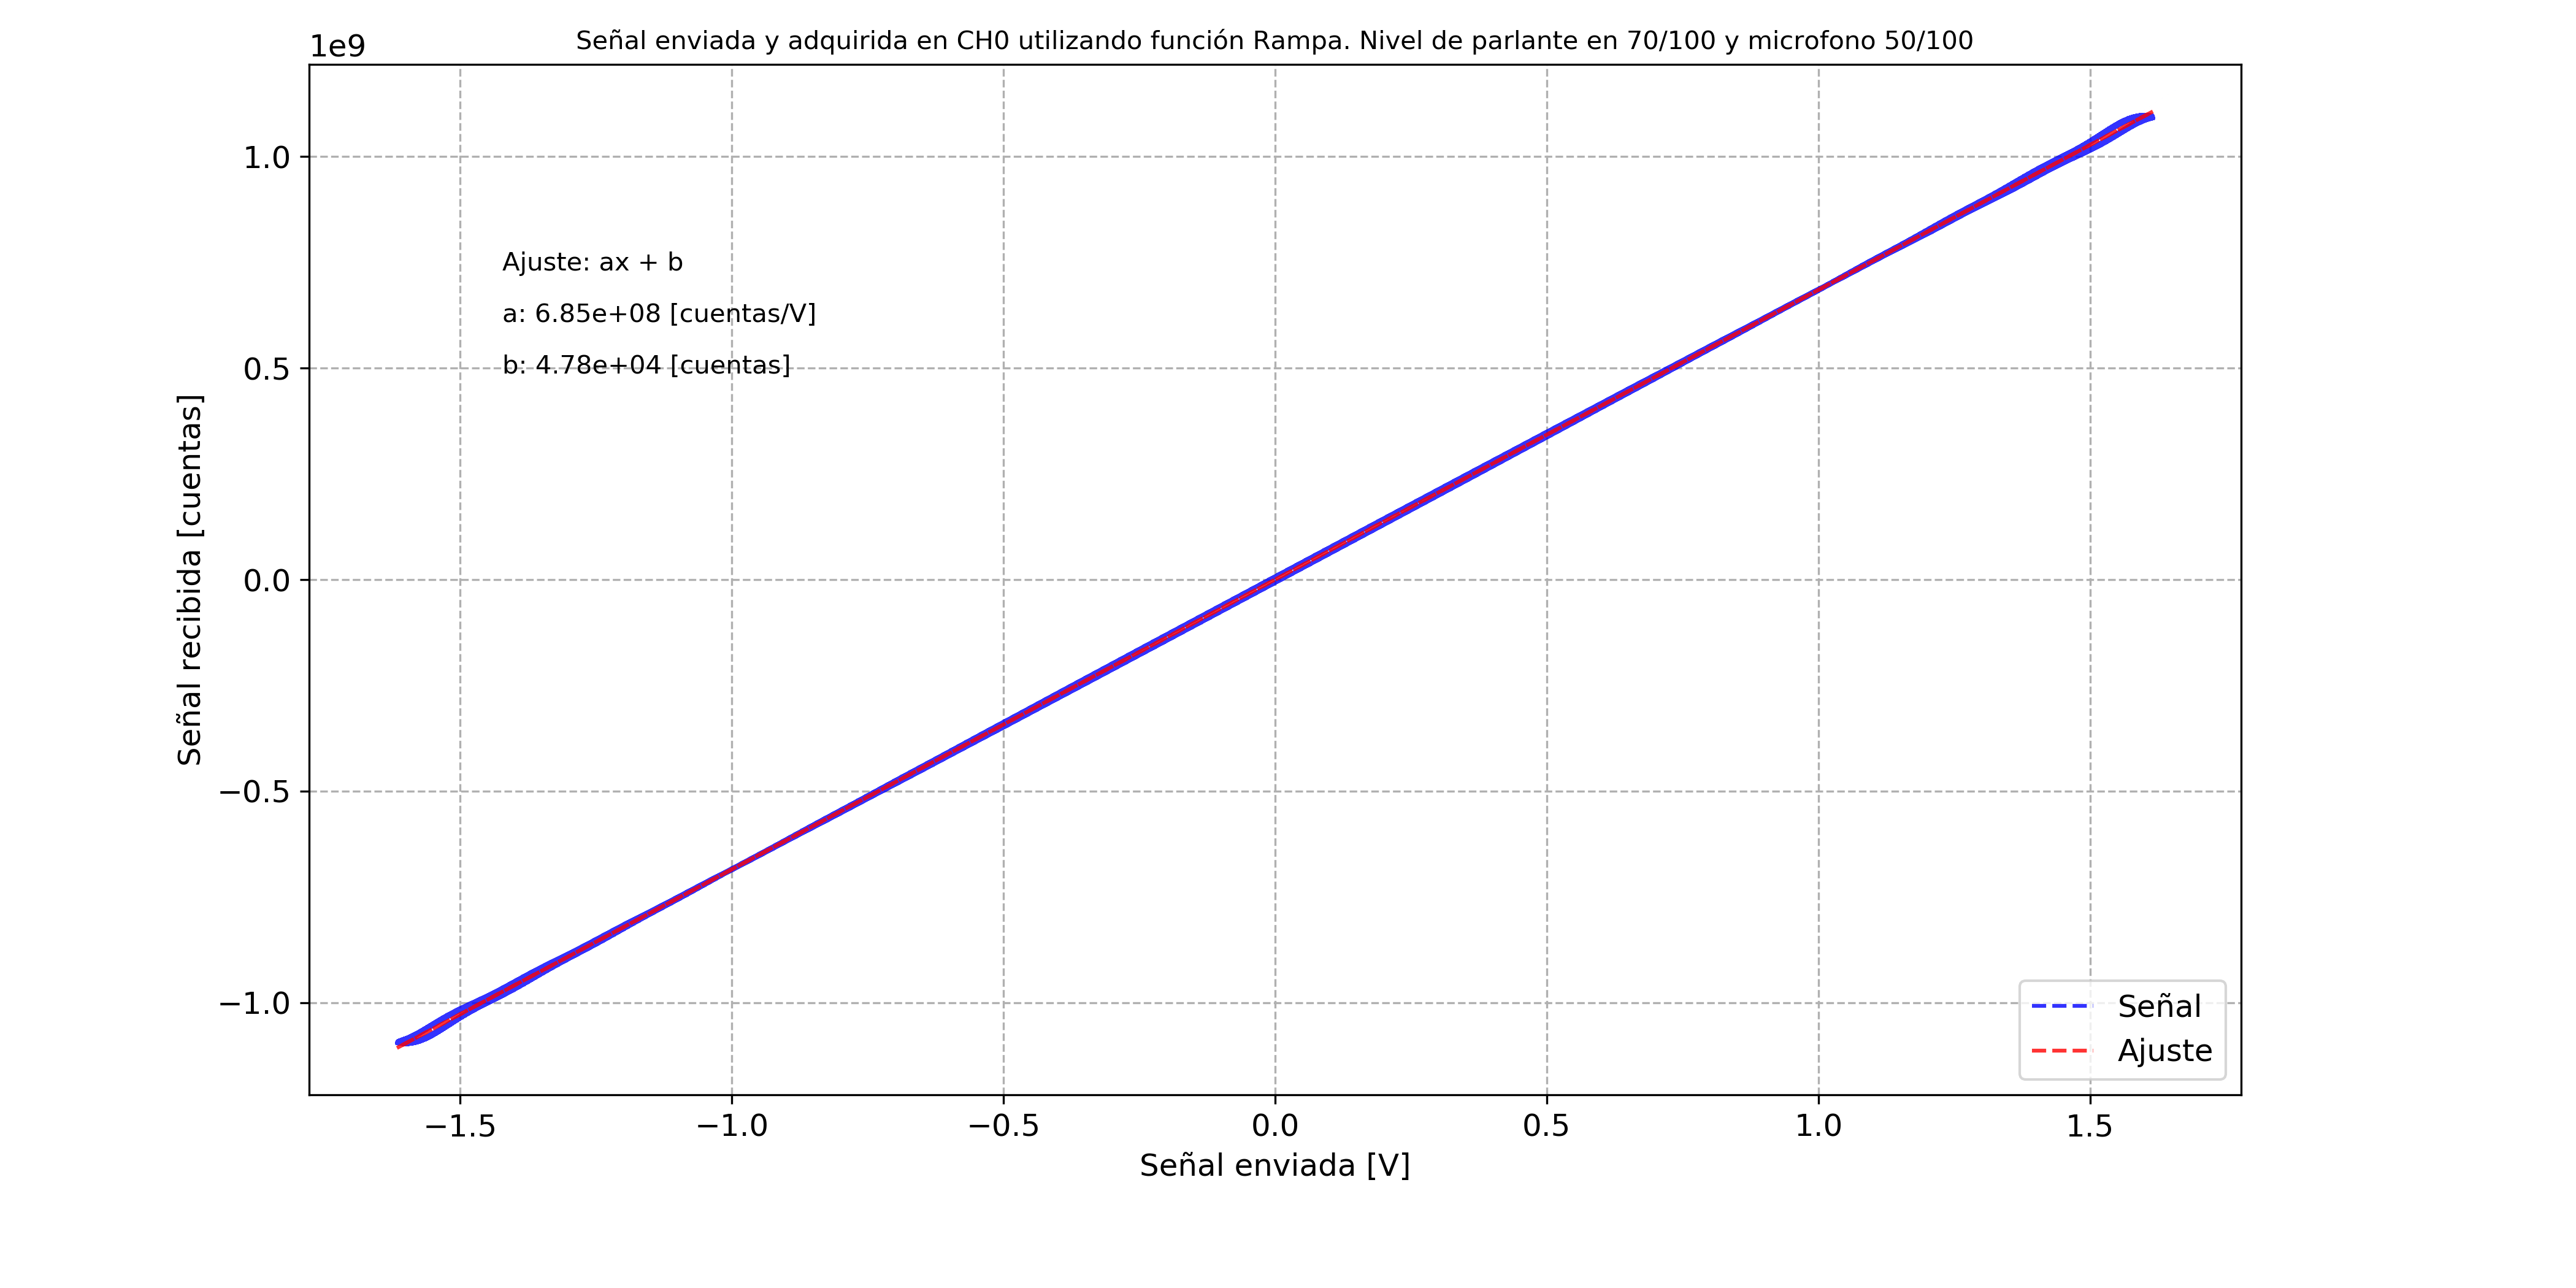 Señal enviada y adquirida en CH0 utilizando función Rampa. Nivel de parlante en 70/100 y microfono 50/100
1e9
1.0
0.5
0.0
−0.5
−1.0
Señal recibida [cuentas]
Ajuste: ax + b
a: 6.85e+08 [cuentas/V]
b: 4.78e+04 [cuentas]
Señal
Ajuste
−1.5 −1.0 −0.5 0.0 0.5 1.0 1.5
Señal enviada [V]